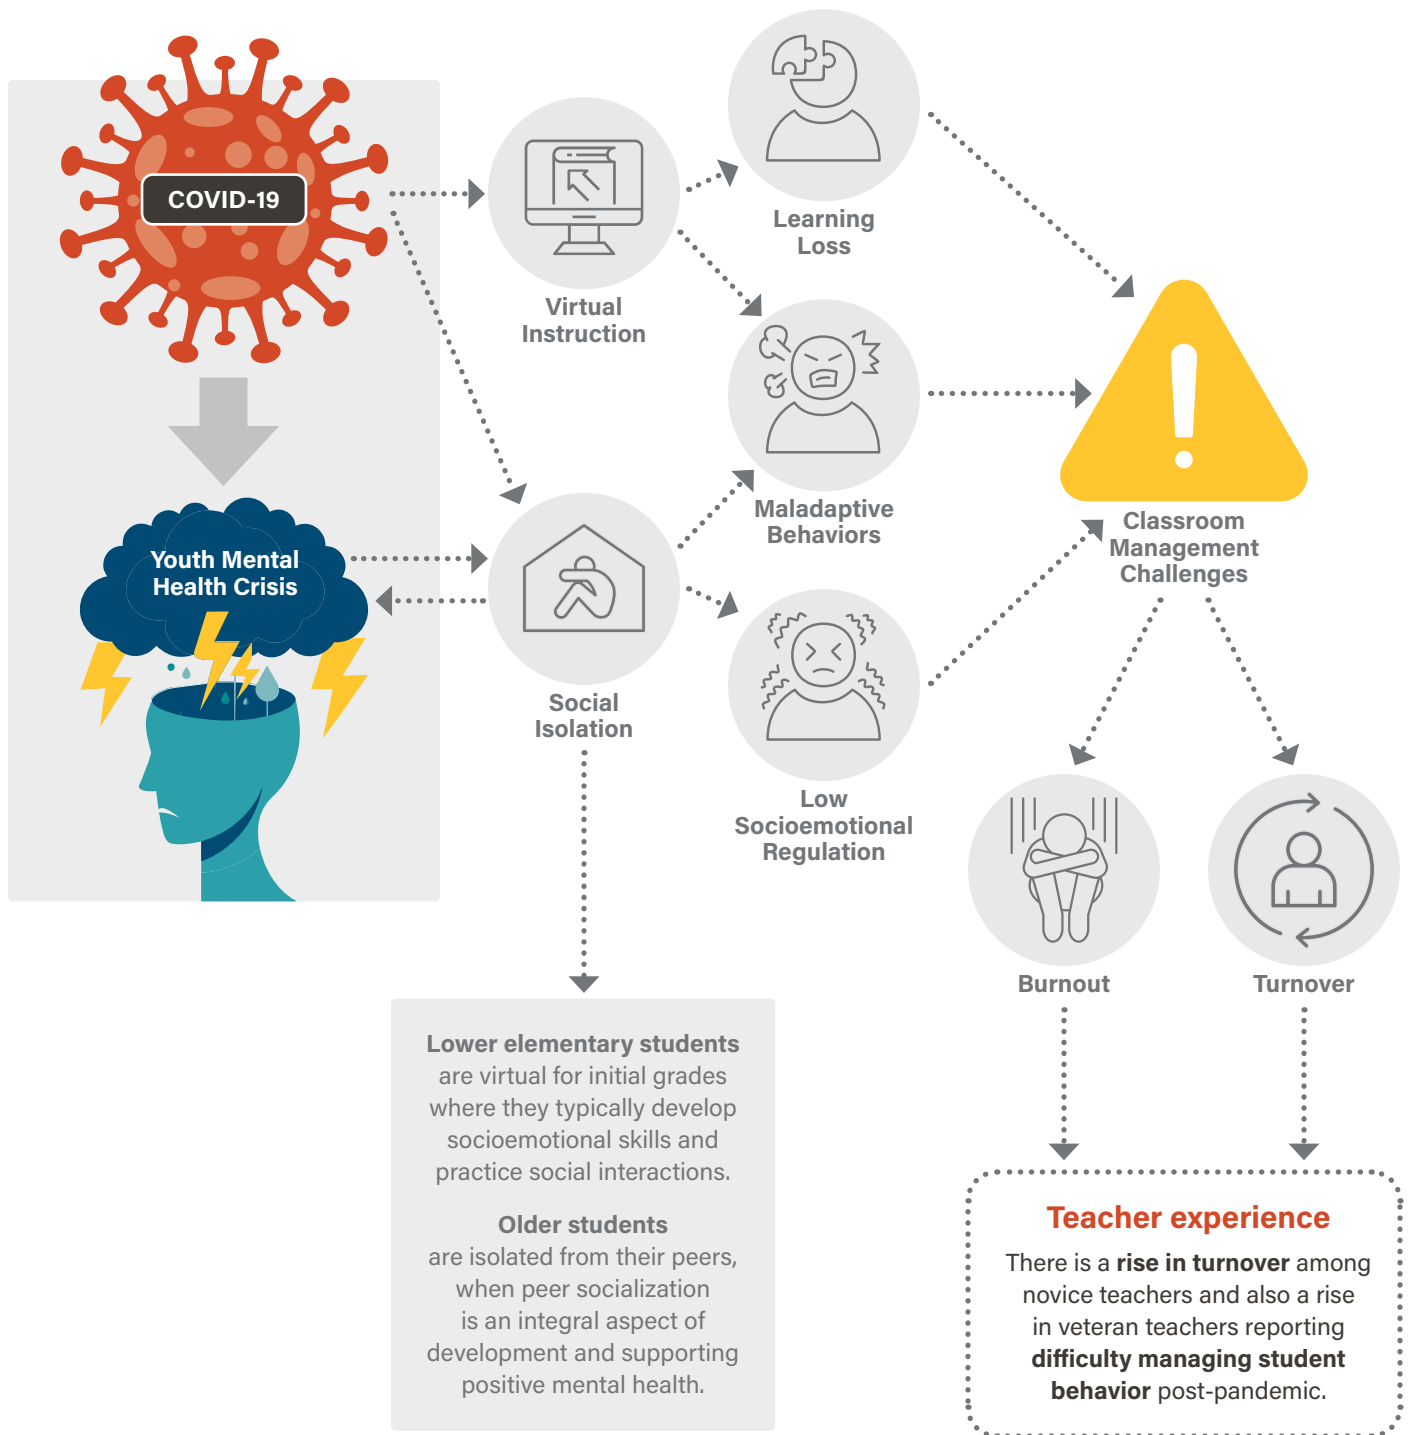 COVID-19
Youth Mental
Health Crisis
Virtual
Instruction
Social
Isolation
Learning
Loss
Maladaptive
Behaviors
Low
Socioemotional
Regulation
Classroom
Management
Challenges
Burnout
Turnover
Lower elementary students
are virtual for initial grades
where they typically develop
socioemotional skills and
practice social interactions.
Older students
are isolated from their peers,
when peer socialization
is an integral aspect of
development and supporting
positive mental health.
Teacher experience
There is a rise in turnover among
novice teachers and also a rise
in veteran teachers reporting
difficulty managing student
behavior post-pandemic.